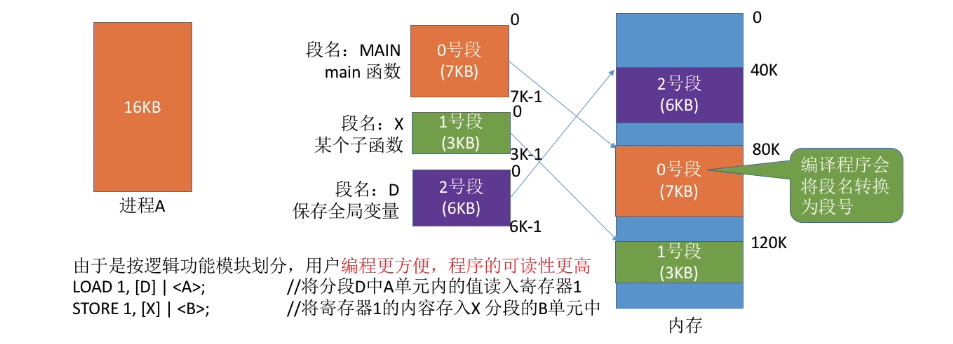 16KB
进程A
段名：MAIN
main 函数
段名：X
某个子函数
段名：D
保存全局变量
0
0号段
(7KB)
7K-1
0
1号段
(3KB)
3K-1
0
2号段
(6KB)
6K-1
0
40K
2号段
(6KB)
80K
0号段
(7KB)
120K
1号段
(3KB)
内存
编译程序会
将段名转换
为段号
由于是按逻辑功能模块划分，用户编程更方便，程序的可读性更高
LOAD 1, [D] | <A>; //将分段D中A单元内的值读入寄存器1
STORE 1, [X] | <B>; //将寄存器1的内容存入X 分段的B单元中